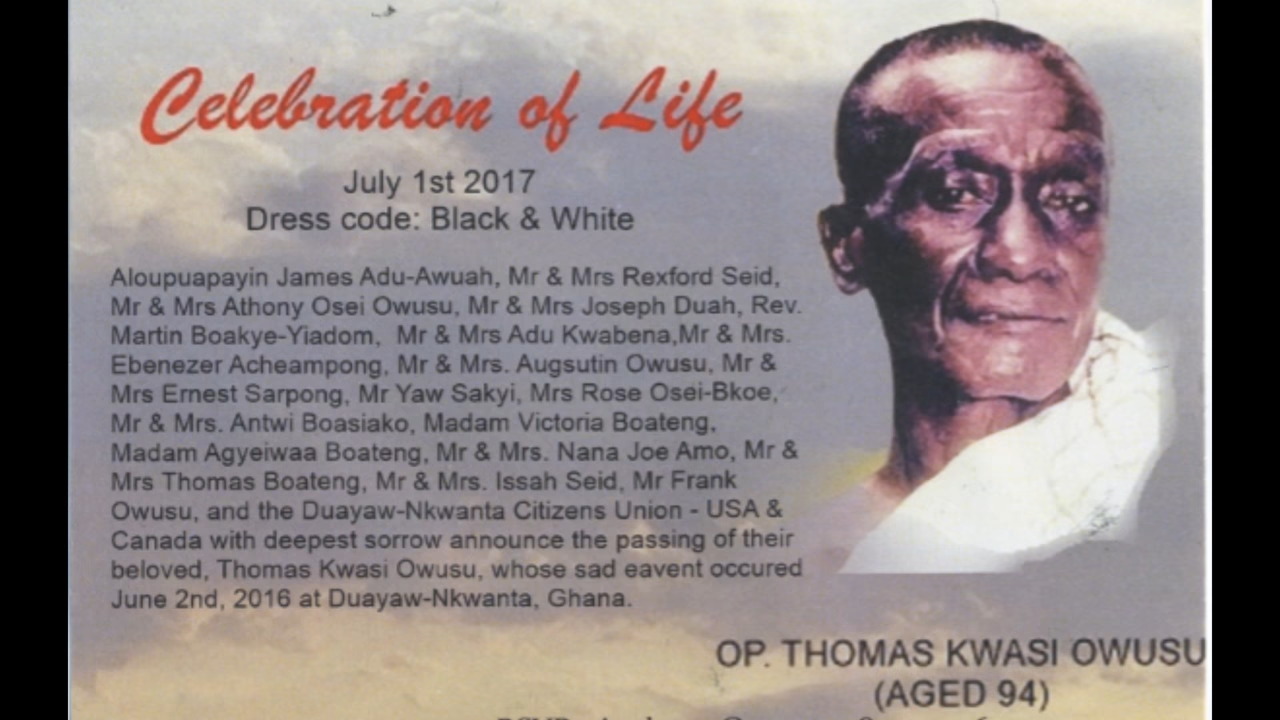 Celebration of Life
July 1st 2017
Dress code: Black & White
Aloupuapayin James Adu-Awuah, Mr & Mrs Rexford Seid,
Mr & Mrs Athony Osei Owusu, Mr & Mrs Joseph Duah, Rev.
Martin Boakye-Yiadom, Mr & Mrs Adu Kwabena,Mr & Mrs.
Ebenezer Acheampong, Mr & Mrs. Augsutin Owusu, Mr &
Mrs Ernest Sarpong, Mr Yaw Sakyi, Mrs Rose Osei-Bkoe,
Mr & Mrs. Antwi Boasiako, Madam Victoria Boateng,
Madam Agyeiwaa Boateng, Mr & Mrs. Nana Joe Amo, Mr &
Mrs Thomas Boateng, Mr & Mrs. Issah Seid, Mr Frank
Owusu, and the Duayaw-Nkwanta Citizens Union - USA &
Canada with deepest sorrow announce the passing of their
beloved, Thomas Kwasi Owusu, whose sad eavent occured
June 2nd, 2016 at Duayaw-Nkwanta, Ghana.
OP. THOMAS KWASI OWUSU
(AGED 94)